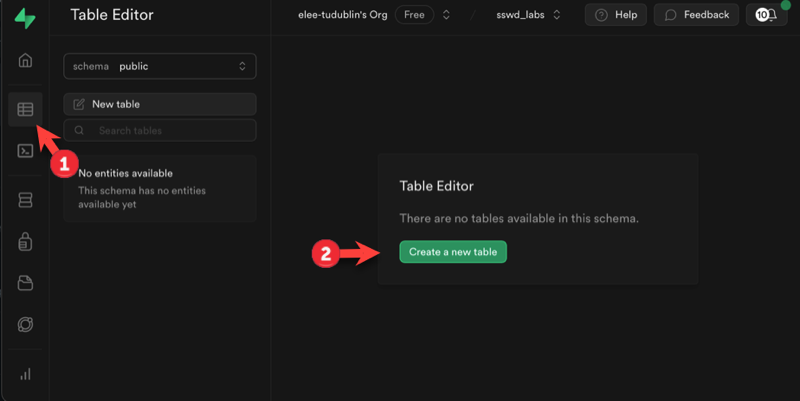 Table Editor
elee-tudublin's Org
Free
sswd_labs
Help
Feedback
10
schema public
New table
Search tables
1
No entities available
This schema has no entities
available yet
Table Editor
There are no tables available in this schema.
2
Create a new table